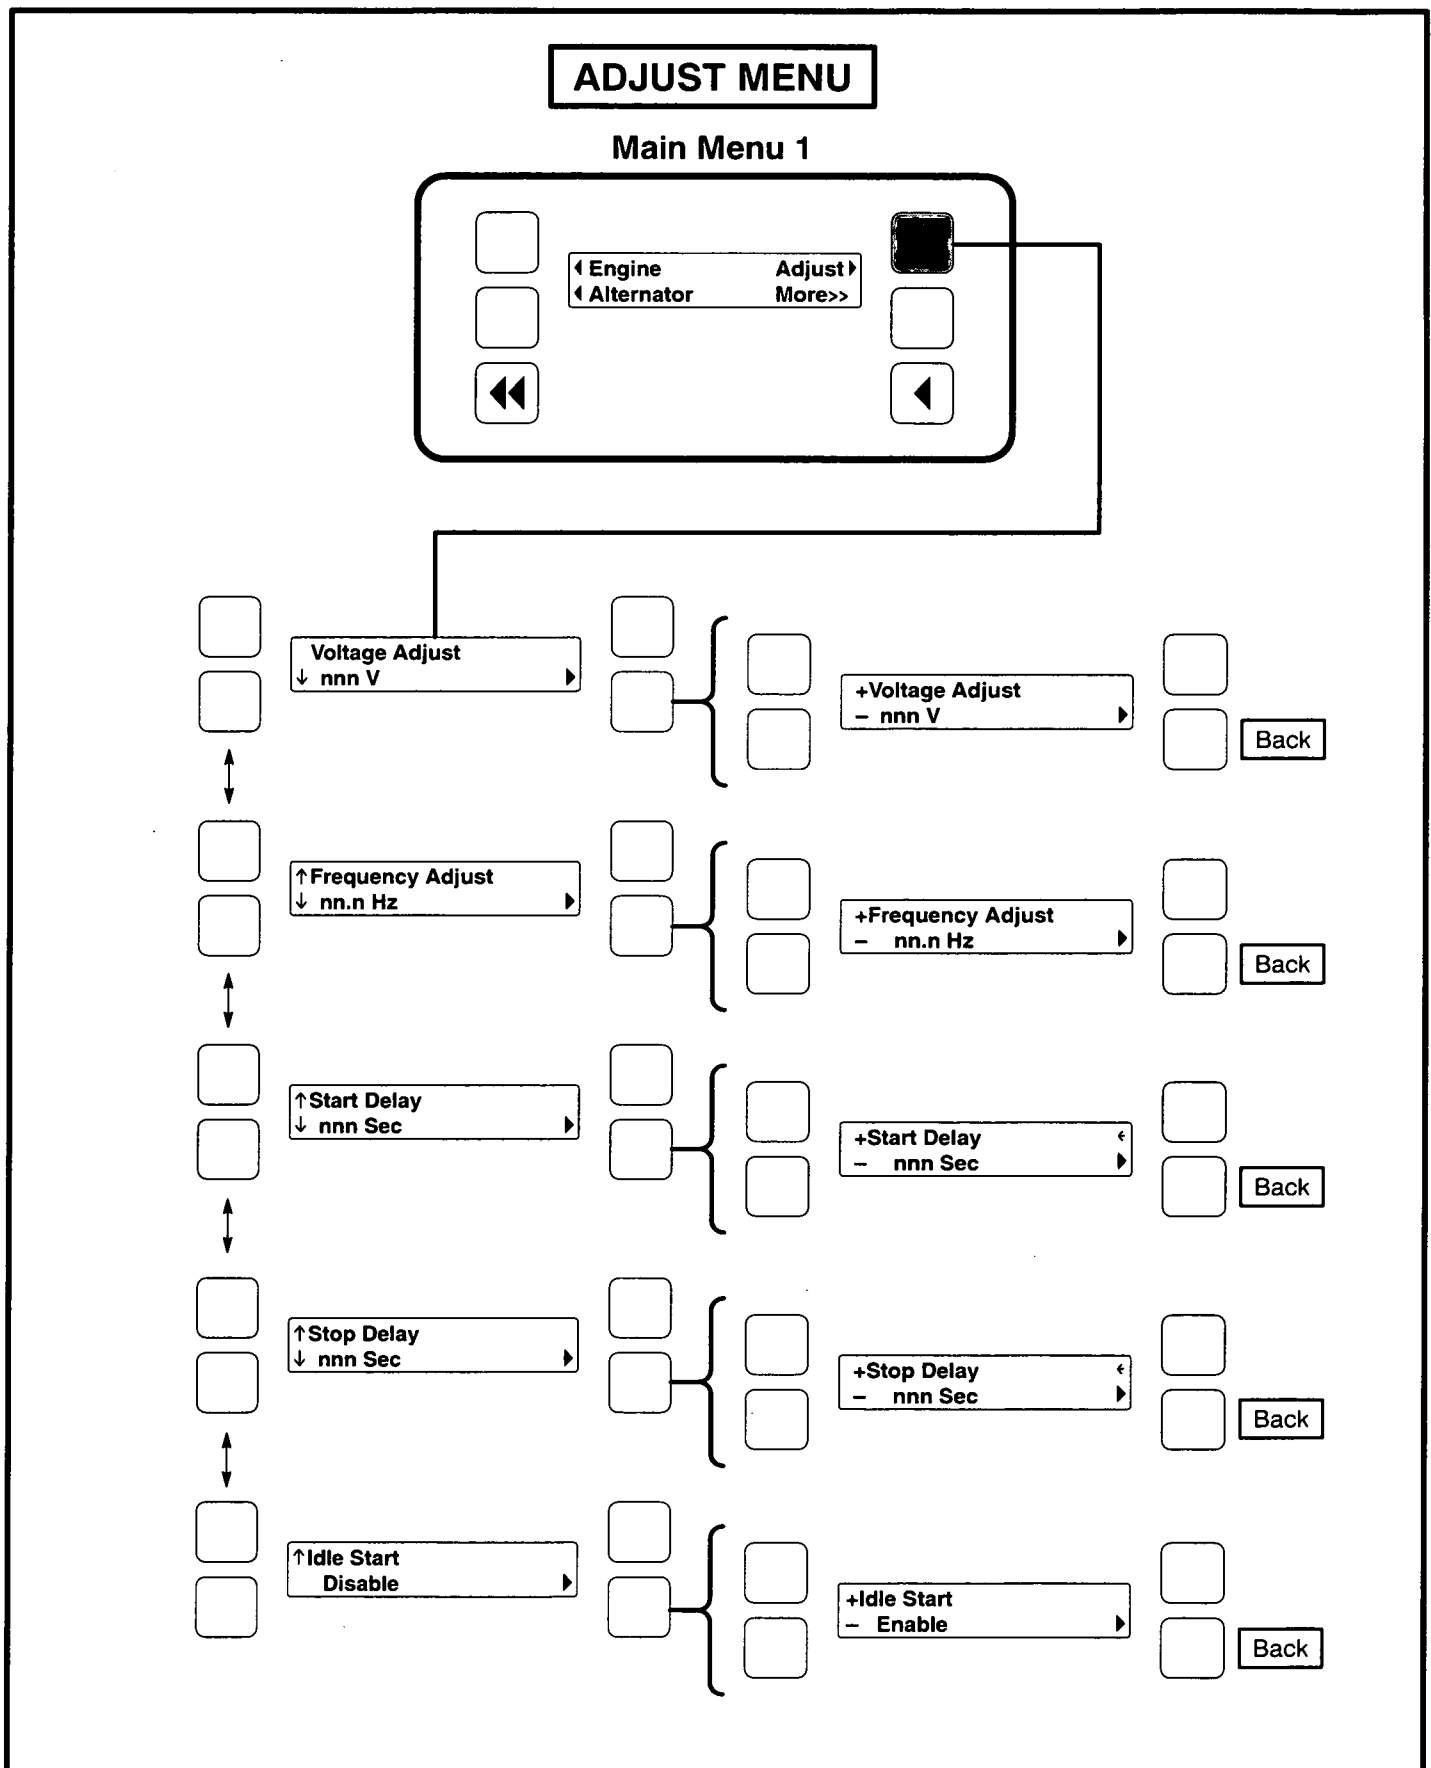 ADJUST MENU
Main Menu 1
Engine Adjust
Alternator More>>
Voltage Adjust
↓ nnn V
+Voltage Adjust
– nnn V
Back
↑Frequency Adjust
↓ nn.n Hz
+Frequency Adjust
– nn.n Hz
Back
↑Start Delay
↓ nnn Sec
+Start Delay ←
– nnn Sec
Back
↑Stop Delay
↓ nnn Sec
+Stop Delay ←
– nnn Sec
Back
↑Idle Start
Disable
+Idle Start
– Enable
Back